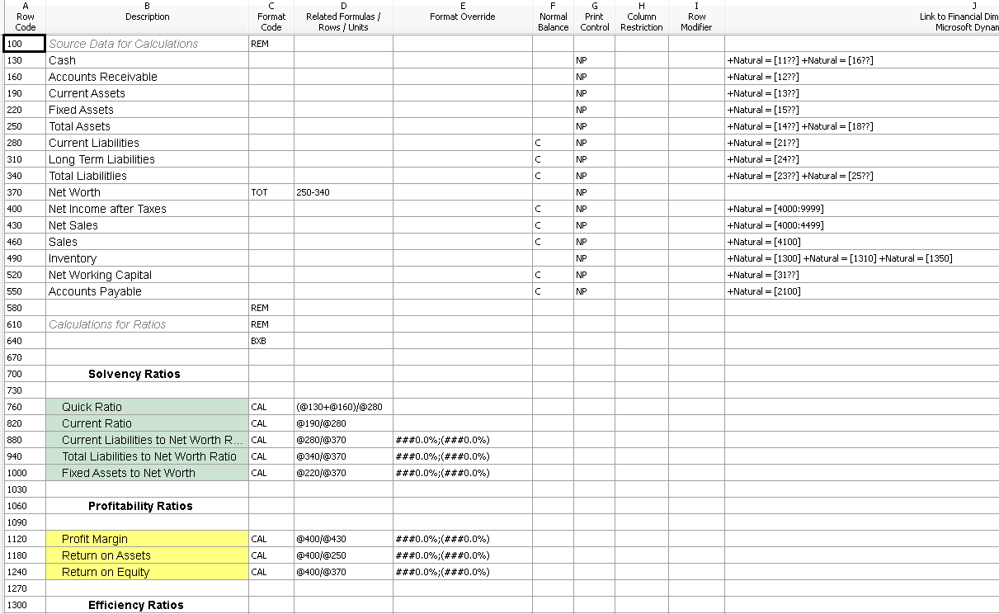 A B C D E F G H I J
Row Code Description Format Code Related Formulas / Rows / Units Format Override Normal Balance Print Control Column Restriction Row Modifier Link to Financial Dim Microsoft Dynar
100 Source Data for Calculations REM
130 Cash NP +Natural = [11??] +Natural = [16??]
160 Accounts Receivable NP +Natural = [12??]
190 Current Assets NP +Natural = [13??]
220 Fixed Assets NP +Natural = [15??]
250 Total Assets NP +Natural = [14??] +Natural = [18??]
280 Current Liabilities C NP +Natural = [21??]
310 Long Term Liabilities C NP +Natural = [24??]
340 Total Liabilitlies C NP +Natural = [23??] +Natural = [25??]
370 Net Worth TOT 250-340 NP
400 Net Income after Taxes C NP +Natural = [4000:9999]
430 Net Sales C NP +Natural = [4000:4499]
460 Sales C NP +Natural = [4100]
490 Inventory NP +Natural = [1300] +Natural = [1310] +Natural = [1350]
520 Net Working Capital C NP +Natural = [31??]
550 Accounts Payable C NP +Natural = [2100]
580 REM
610 Calculations for Ratios REM
640 BXB
670
700 Solvency Ratios
730
760 Quick Ratio CAL (@130+@160)/@280
820 Current Ratio CAL @190/@280
880 Current Liabilities to Net Worth R... CAL @280/@370 ###0.0%;(###0.0%)
940 Total Liabilities to Net Worth Ratio CAL @340/@370 ###0.0%;(###0.0%)
1000 Fixed Assets to Net Worth CAL @220/@370 ###0.0%;(###0.0%)
1030
1060 Profitability Ratios
1090
1120 Profit Margin CAL @400/@430 ###0.0%;(###0.0%)
1180 Return on Assets CAL @400/@250 ###0.0%;(###0.0%)
1240 Return on Equity CAL @400/@370 ###0.0%;(###0.0%)
1270
1300 Efficiency Ratios